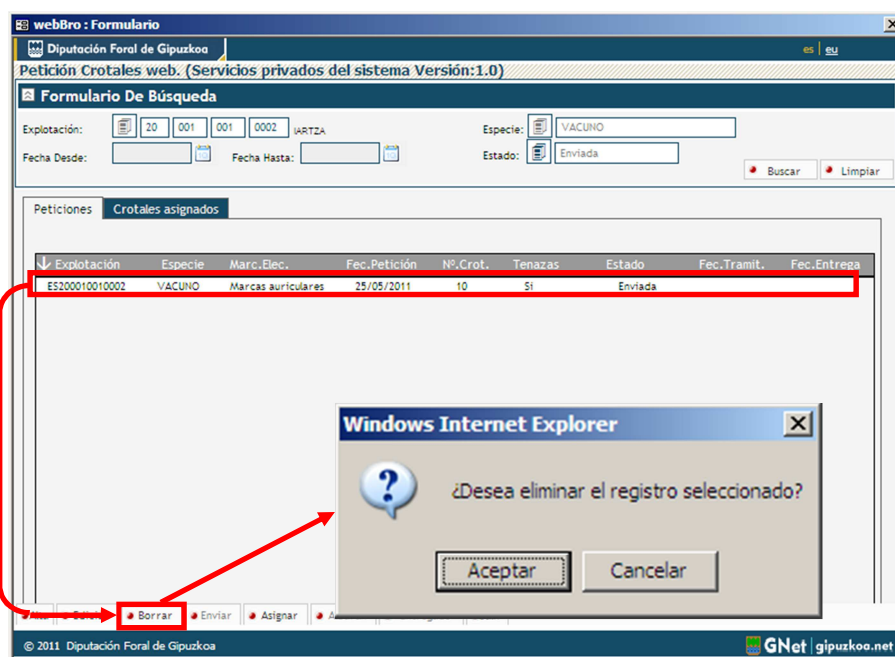 webBro : Formulario
Diputación Foral de Gipuzkoa
es | eu
Petición Crotales web. (Servicios privados del sistema Versión:1.0)
Formulario De Búsqueda
Explotación: 20 001 001 0002 IARTZA Especie: VACUNO
Fecha Desde: Fecha Hasta: Estado: Enviada
Buscar Limpiar
Peticiones Crotales asignados
Explotación Especie Marc.Elec. Fec.Petición Nº.Crot. Tenazas Estado Fec.Tramit. Fec.Entrega
ES200010010002 VACUNO Marcas auriculares 25/05/2011 10 Si Enviada
Windows Internet Explorer
¿Desea eliminar el registro seleccionado?
Aceptar Cancelar
Borrar Enviar Asignar
© 2011 Diputación Foral de Gipuzkoa
GNet gipuzkoa.net